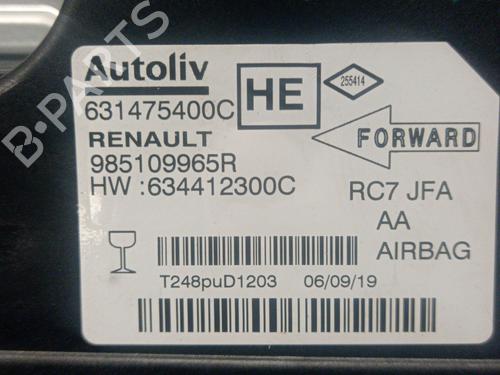 B-PARTS
Autoliv
631475400C
HE
255414
RENAULT
985109965R
HW :634412300C
FORWARD
RC7 JFA
AA
AIRBAG
T248puD1203 06/09/19